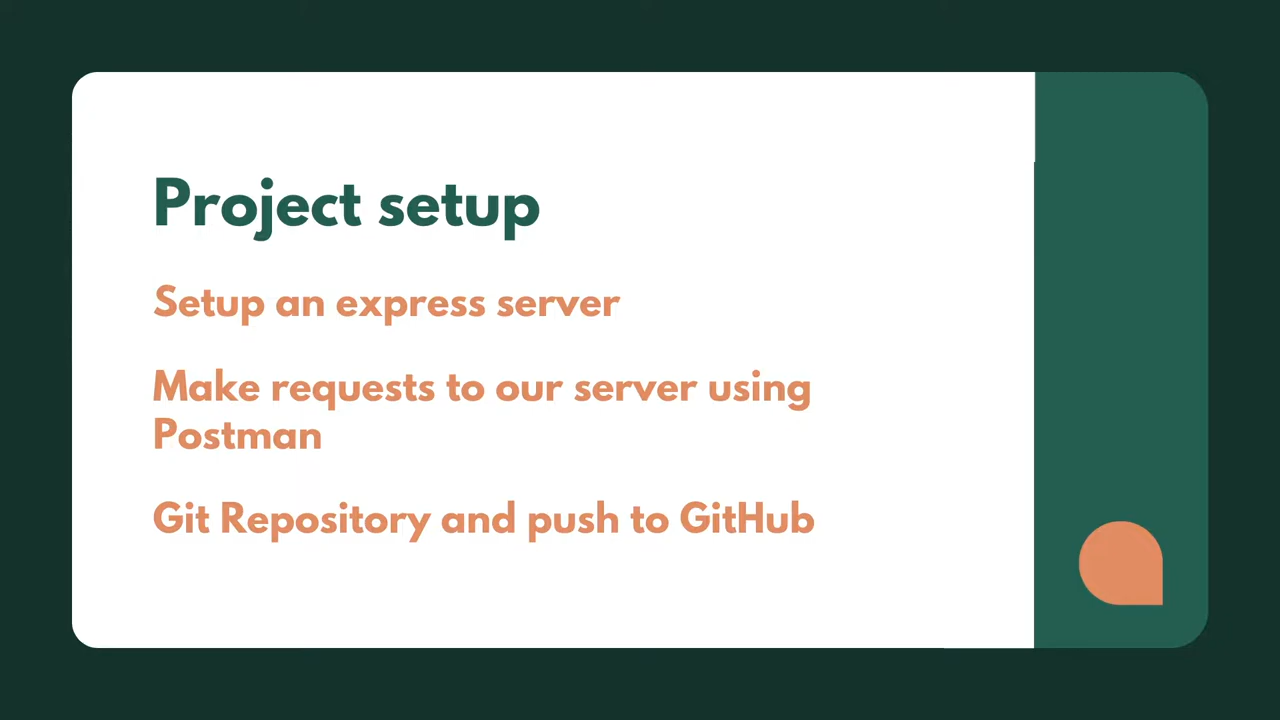 Project setup
Setup an express server
Make requests to our server using
Postman
Git Repository and push to GitHub